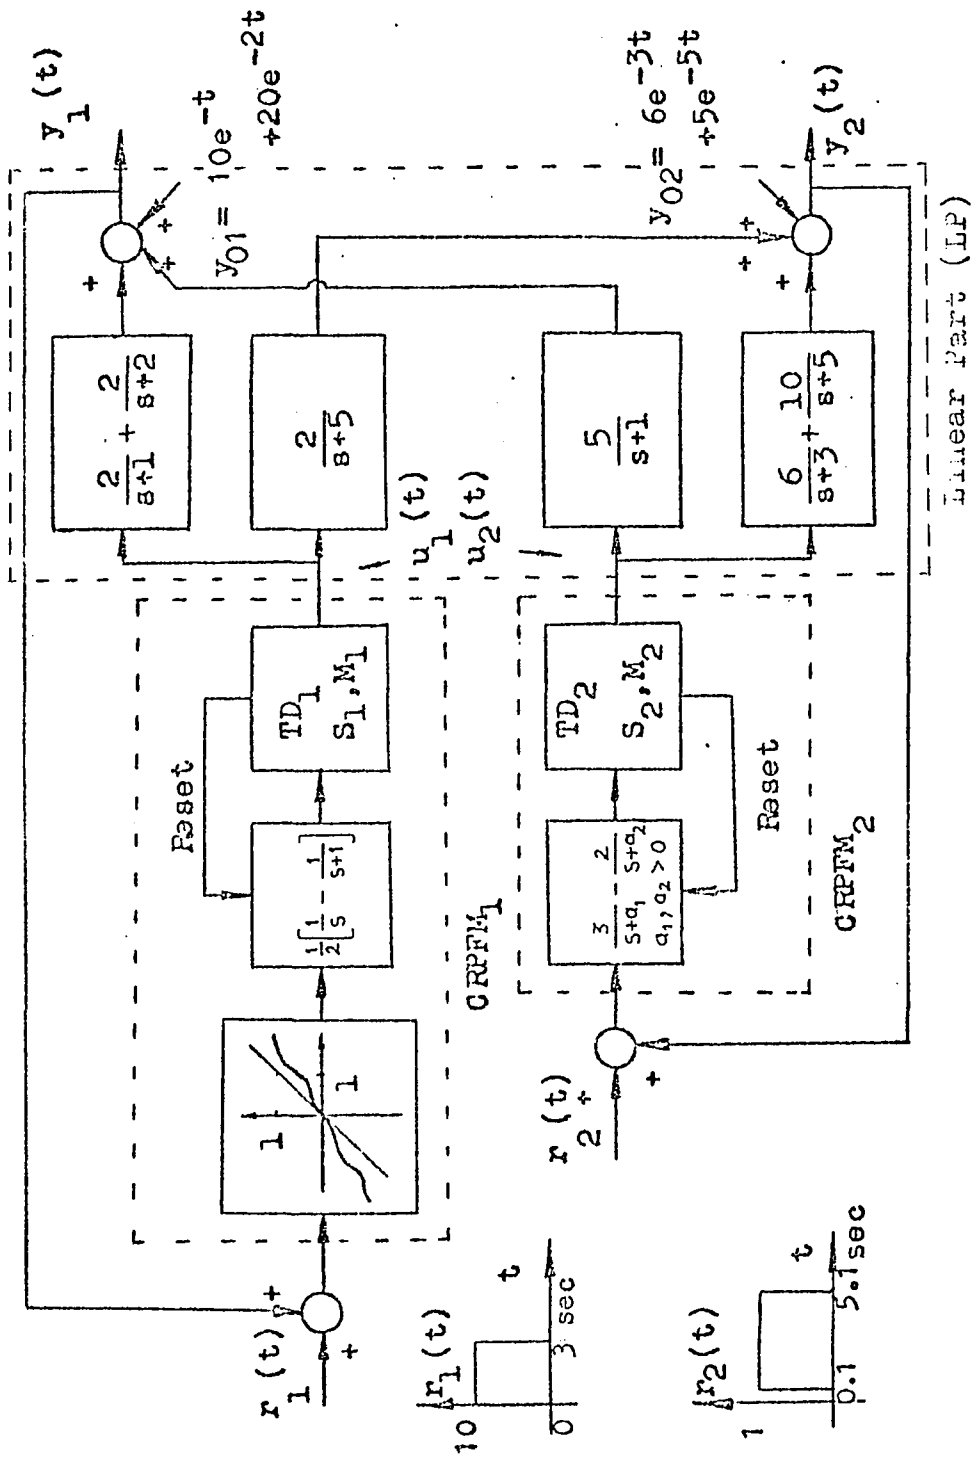 r1(t)
+
+
1
1
CRPFM1
1/2[1/s - 1/s+1]
Reset
TD1
S1,M1
u1(t)
u2(t)
2/s+1 + 2/s+2
2/s+5
5/s+1
6/s+3 + 10/s+5
+
+
+
y01= 10e^-t
+20e^-2t
y1(t)
y02= 6e^-3t
+5e^-5t
+
+
+
y2(t)
Linear Part (LP)
r2(t)
+
+
3/s+a1 - 2/s+a2
a1, a2 > 0
TD2
S2,M2
Reset
CRPFM2
r1(t)
10
0
3 sec
t
r2(t)
1
0.1
5.1 sec
t